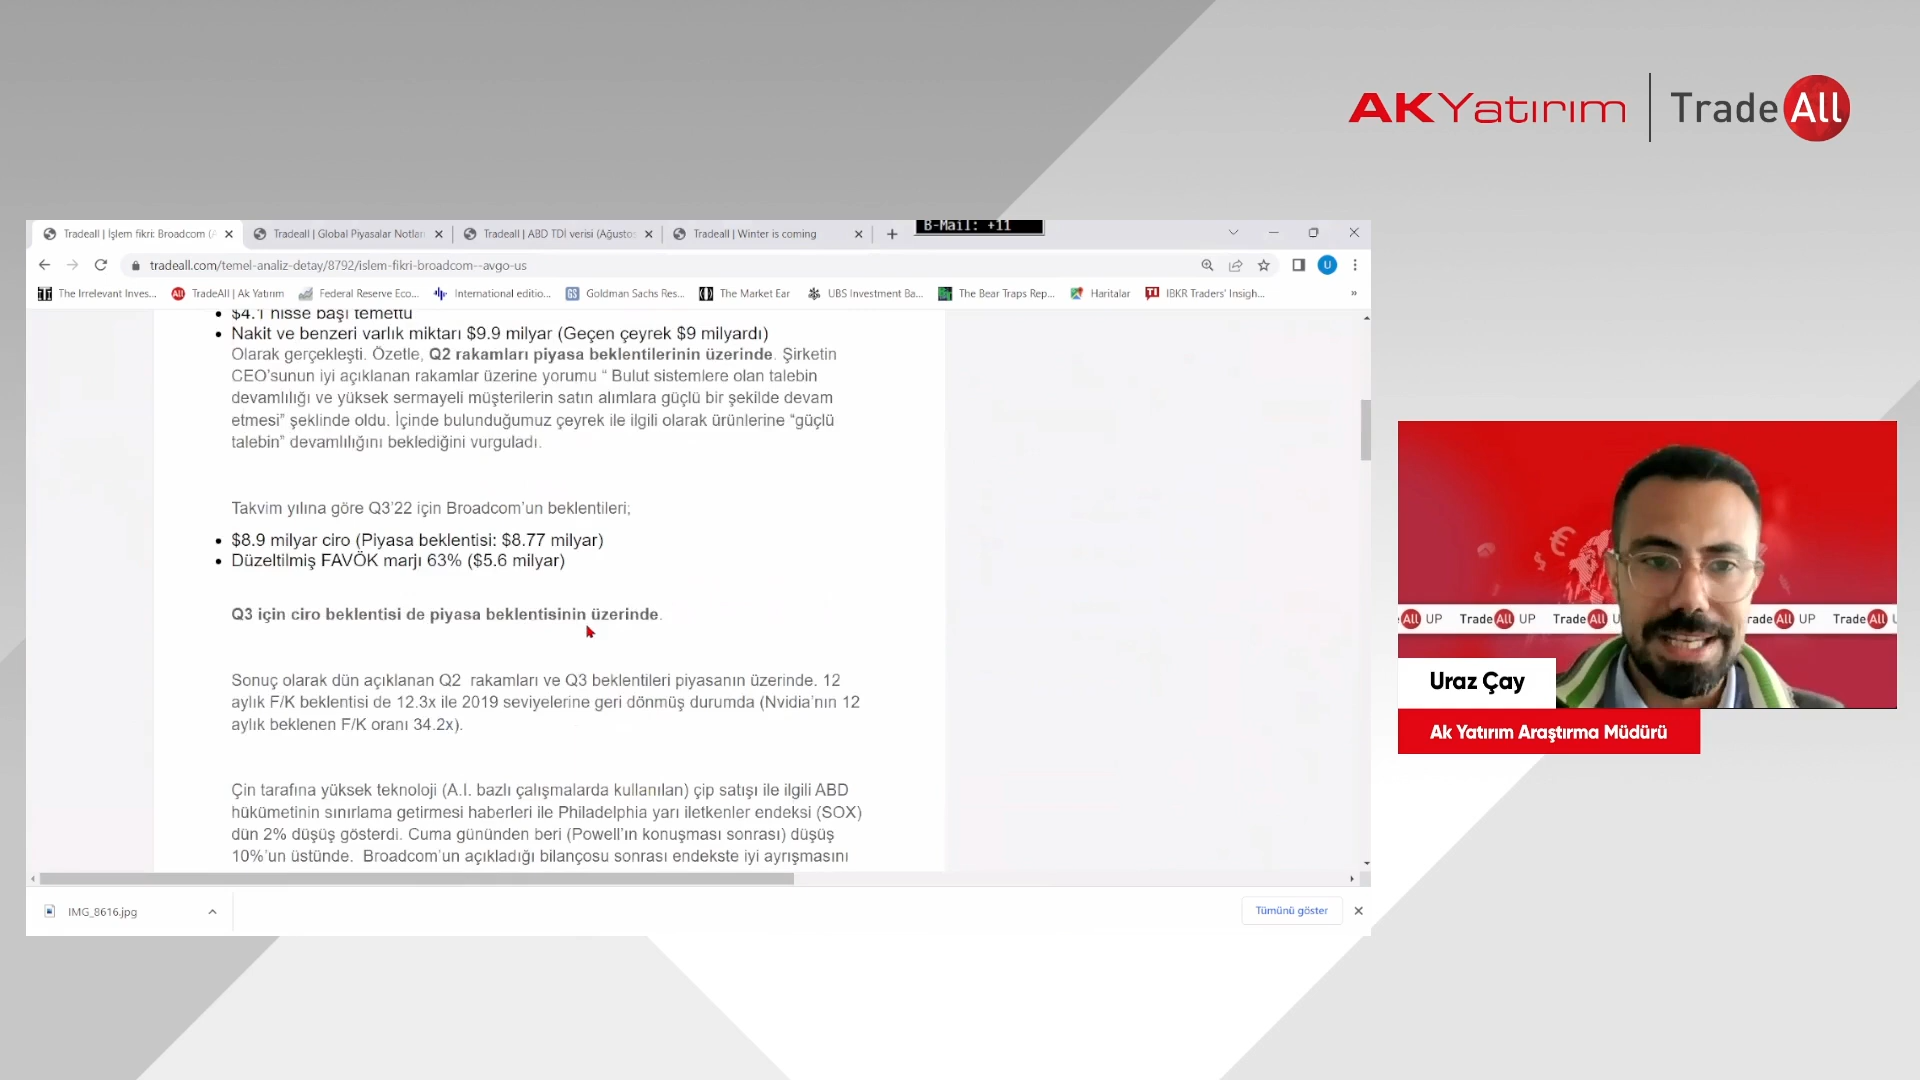 AKYatırım | TradeAll
B-Mail: +11
Tradeall | İşlem fikri: Broadcom (A
Tradeall | Global Piyasalar Notları
Tradeall | ABD TDI verisi (Ağustos
Tradeall | Winter is coming
tradeall.com/temel-analiz-detay/8792/islem-fikri-broadcom--avgo-us
U
The Irrelevant Inves...
TradeAll | Ak Yatırım
Federal Reserve Eco...
International editio...
GS Goldman Sachs Res...
The Market Ear
UBS Investment Ba...
The Bear Traps Rep...
Haritalar
IBKR Traders' Insigh...
»
• $4.1 hisse başı temettü
• Nakit ve benzeri varlık miktarı $9.9 milyar (Geçen çeyrek $9 milyardı)
Olarak gerçekleşti. Özetle, Q2 rakamları piyasa beklentilerinin üzerinde. Şirketin
CEO'sunun iyi açıklanan rakamlar üzerine yorumu “ Bulut sistemlere olan talebin
devamlılığı ve yüksek sermayeli müşterilerin satın alımlara güçlü bir şekilde devam
etmesi” şeklinde oldu. İçinde bulunduğumuz çeyrek ile ilgili olarak ürünlerine “güçlü
talebin” devamlılığını beklediğini vurguladı.
Takvim yılına göre Q3'22 için Broadcom'un beklentileri;
• $8.9 milyar ciro (Piyasa beklentisi: $8.77 milyar)
• Düzeltilmiş FAVÖK marjı 63% ($5.6 milyar)
Q3 için ciro beklentisi de piyasa beklentisinin üzerinde.
Sonuç olarak dün açıklanan Q2 rakamları ve Q3 beklentileri piyasanın üzerinde. 12
aylık F/K beklentisi de 12.3x ile 2019 seviyelerine geri dönmüş durumda (Nvidia'nın 12
aylık beklenen F/K oranı 34.2x).
Çin tarafına yüksek teknoloji (A.I. bazlı çalışmalarda kullanılan) çip satışı ile ilgili ABD
hükümetinin sınırlama getirmesi haberleri ile Philadelphia yarı iletkenler endeksi (SOX)
dün 2% düşüş gösterdi. Cuma gününden beri (Powell'ın konuşması sonrası) düşüş
10%'un üstünde. Broadcom'un açıkladığı bilançosu sonrası endekste iyi ayrışmasını
IMG_8616.jpg
Tümünü göster
All UP TradeAll UP TradeAll U radeAll UP TradeAll U
Uraz Çay
Ak Yatırım Araştırma Müdürü